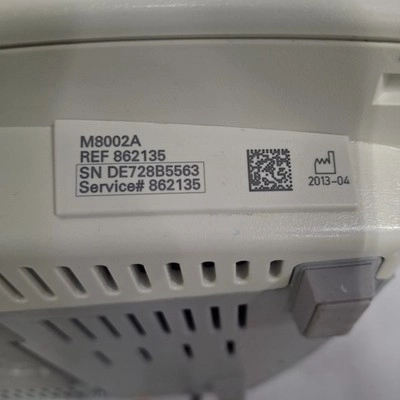 M8002A
REF 862135
SN DE728B5563
Service# 862135
2013-04